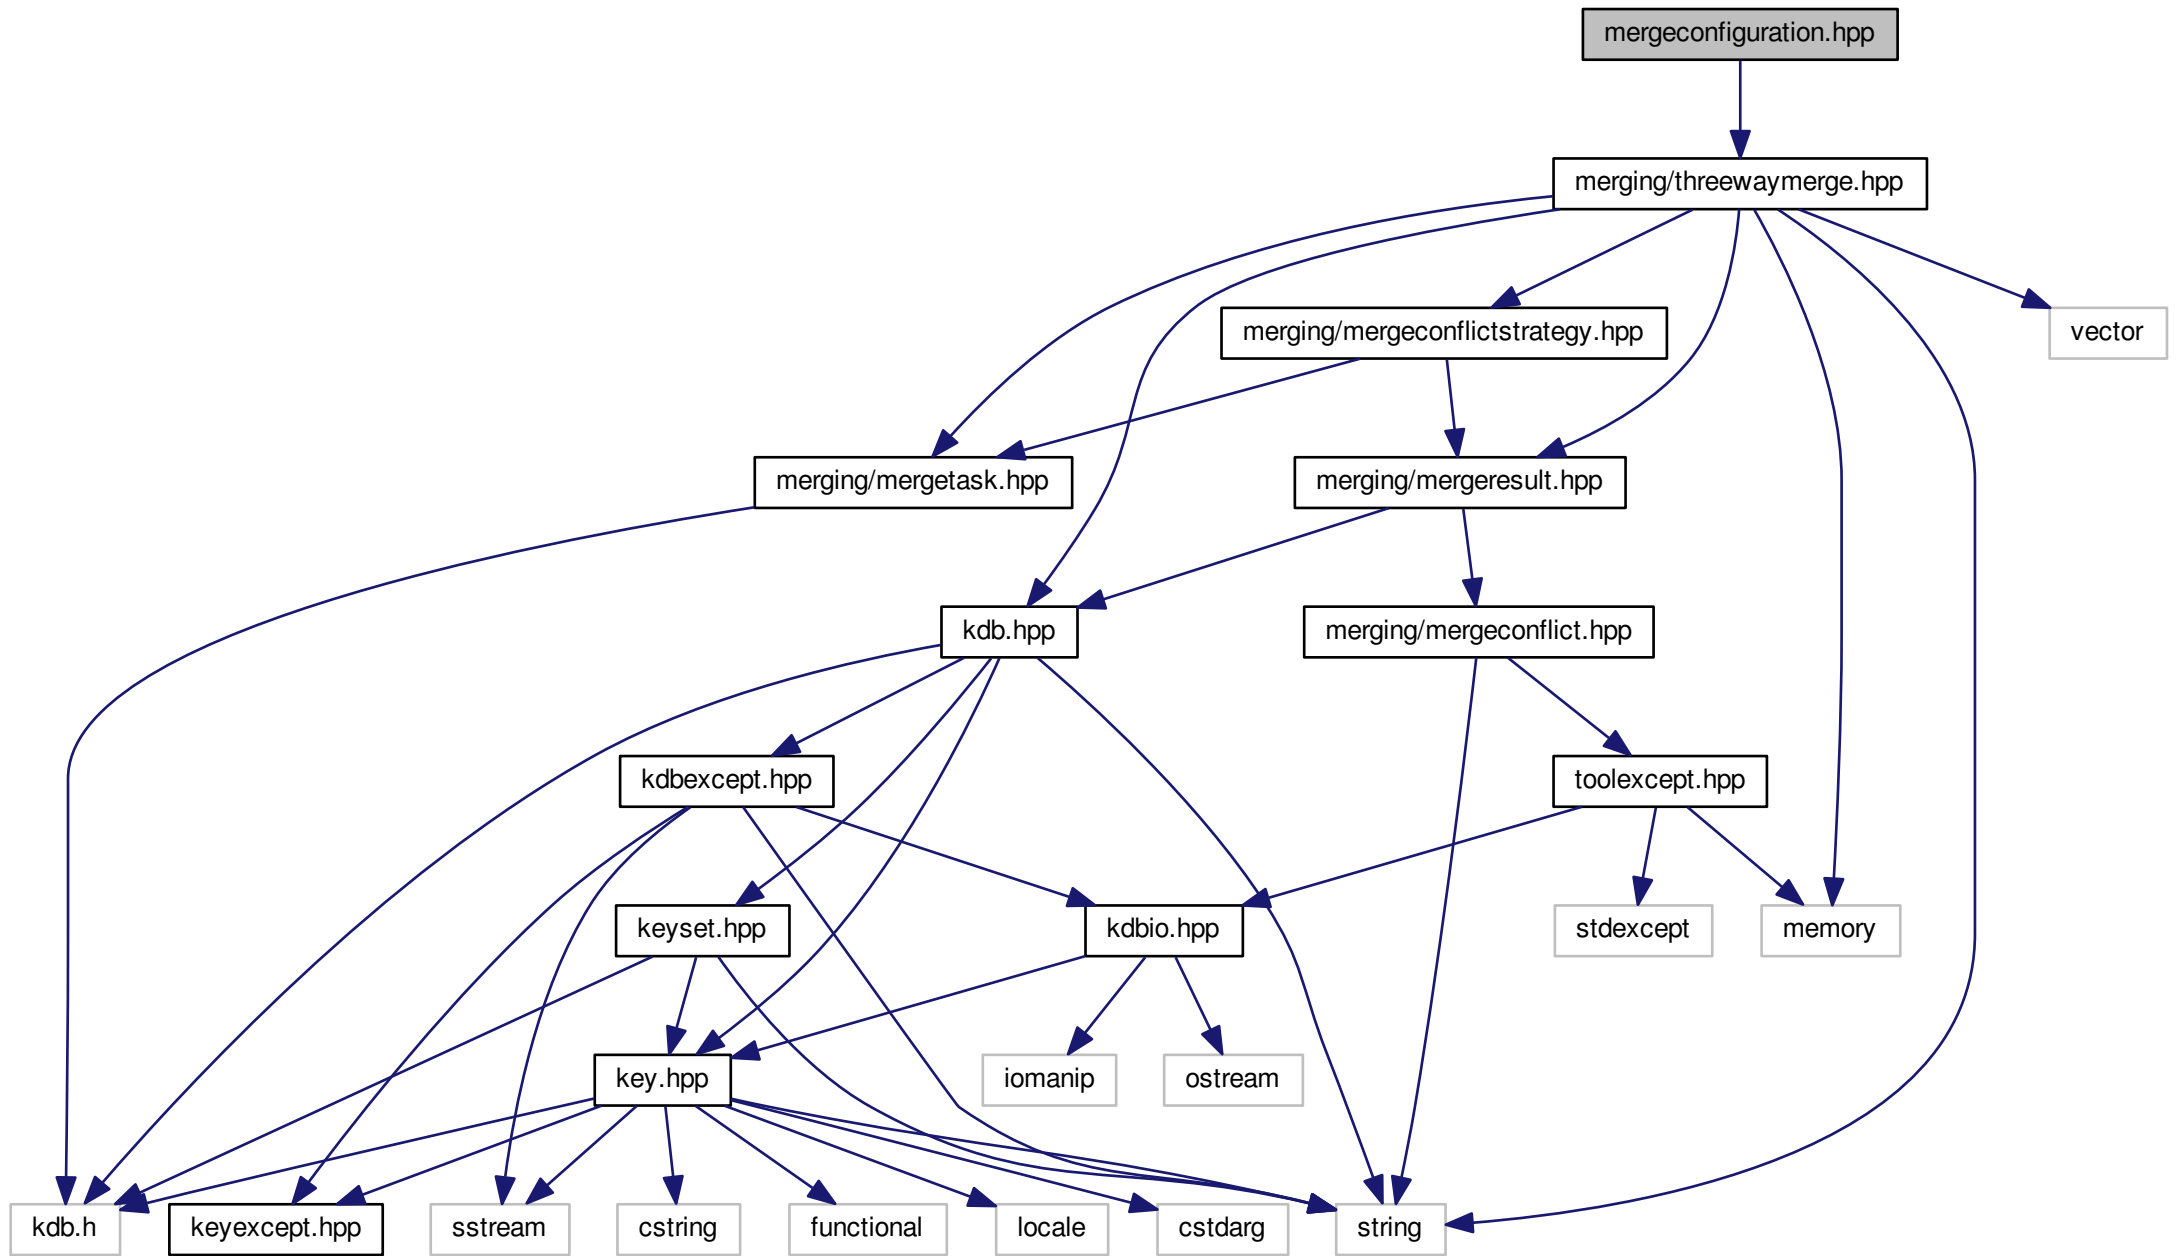 mergeconfiguration.hpp
merging/threewaymerge.hpp
merging/mergeconflictstrategy.hpp
vector
merging/mergetask.hpp
merging/mergeresult.hpp
kdb.hpp
merging/mergeconflict.hpp
kdbexcept.hpp
toolexcept.hpp
keyset.hpp
kdbio.hpp
stdexcept
memory
key.hpp
iomanip
ostream
kdb.h
keyexcept.hpp
sstream
cstring
functional
locale
cstdarg
string